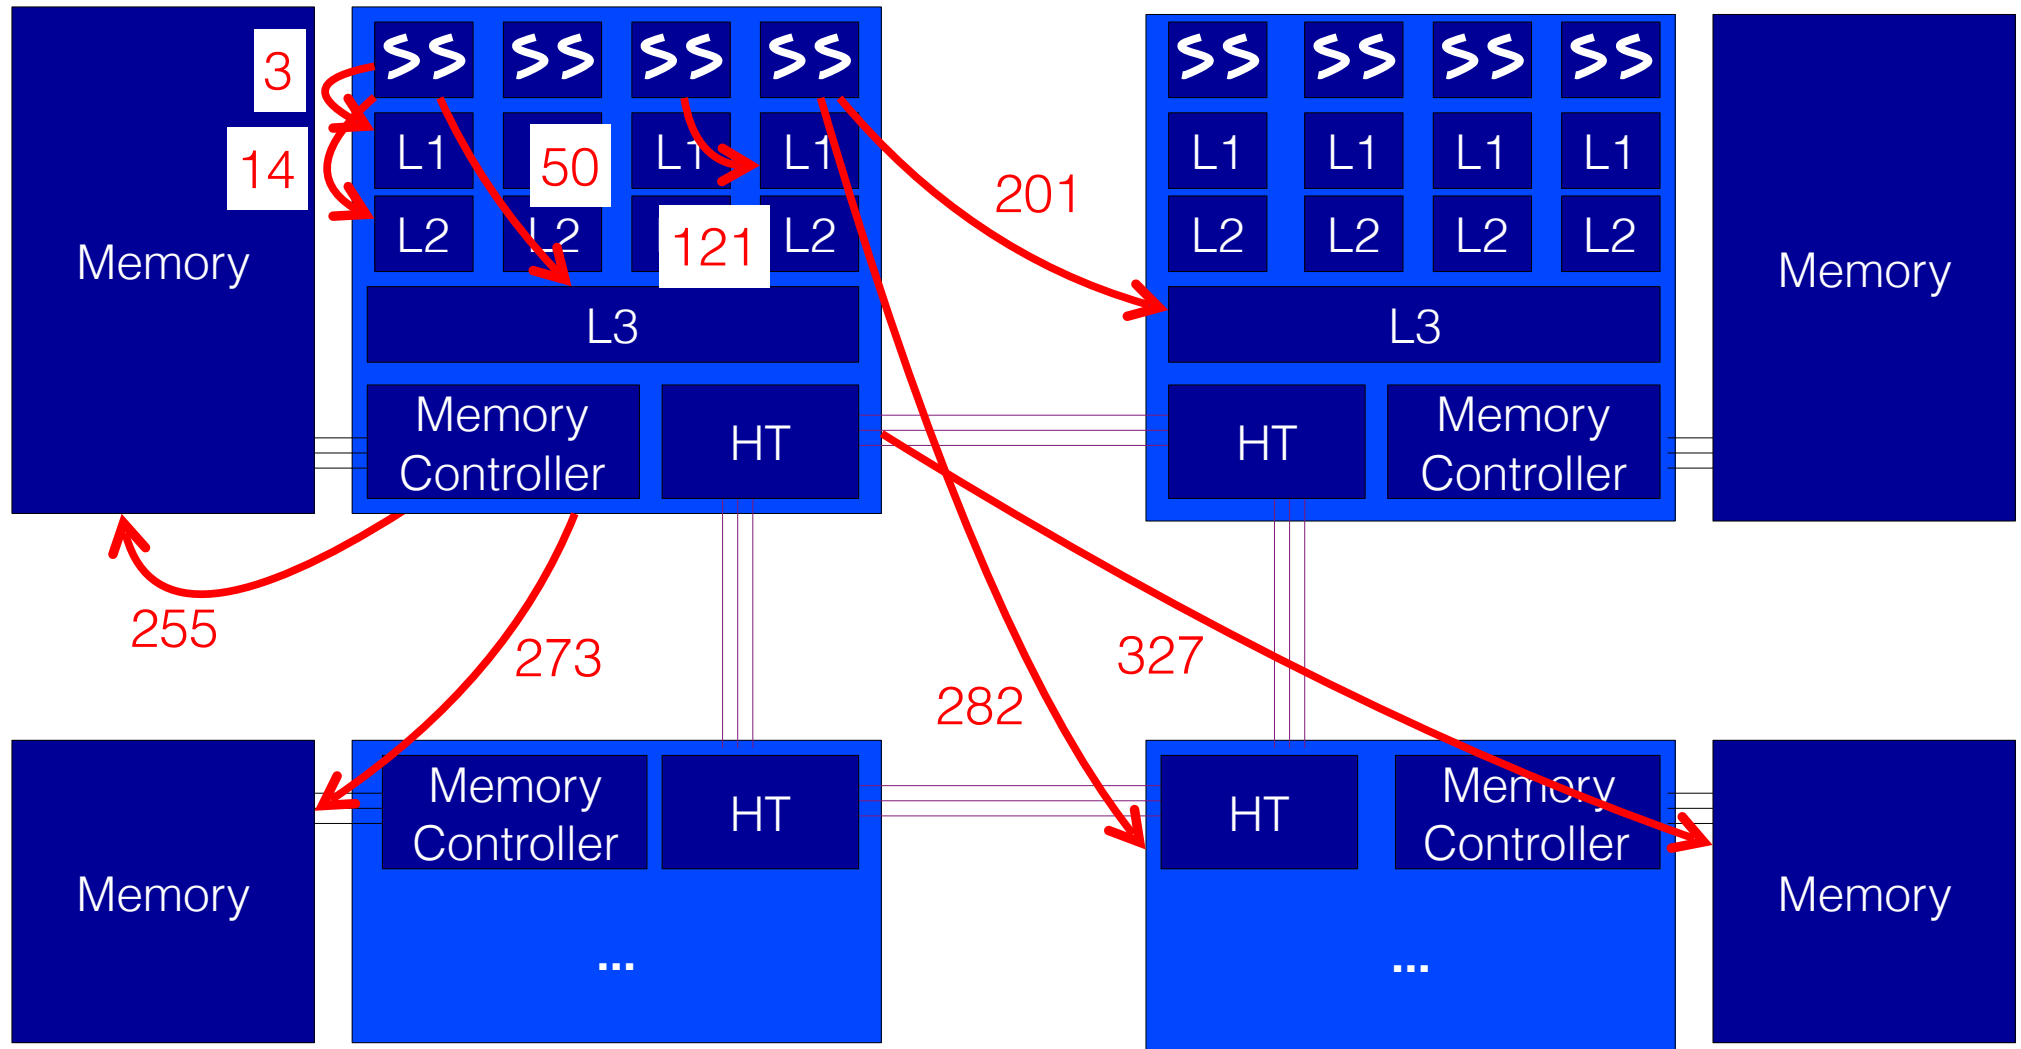 3
14
50
121
201
L1
L1
L1
L1
L1
L1
L1
L2
L2
L2
L2
L2
L2
L2
Memory
Memory
L3
L3
Memory
Controller
HT
HT
Memory
Controller
255
273
282
327
Memory
Memory
Controller
HT
HT
Memory
Controller
Memory
...
...